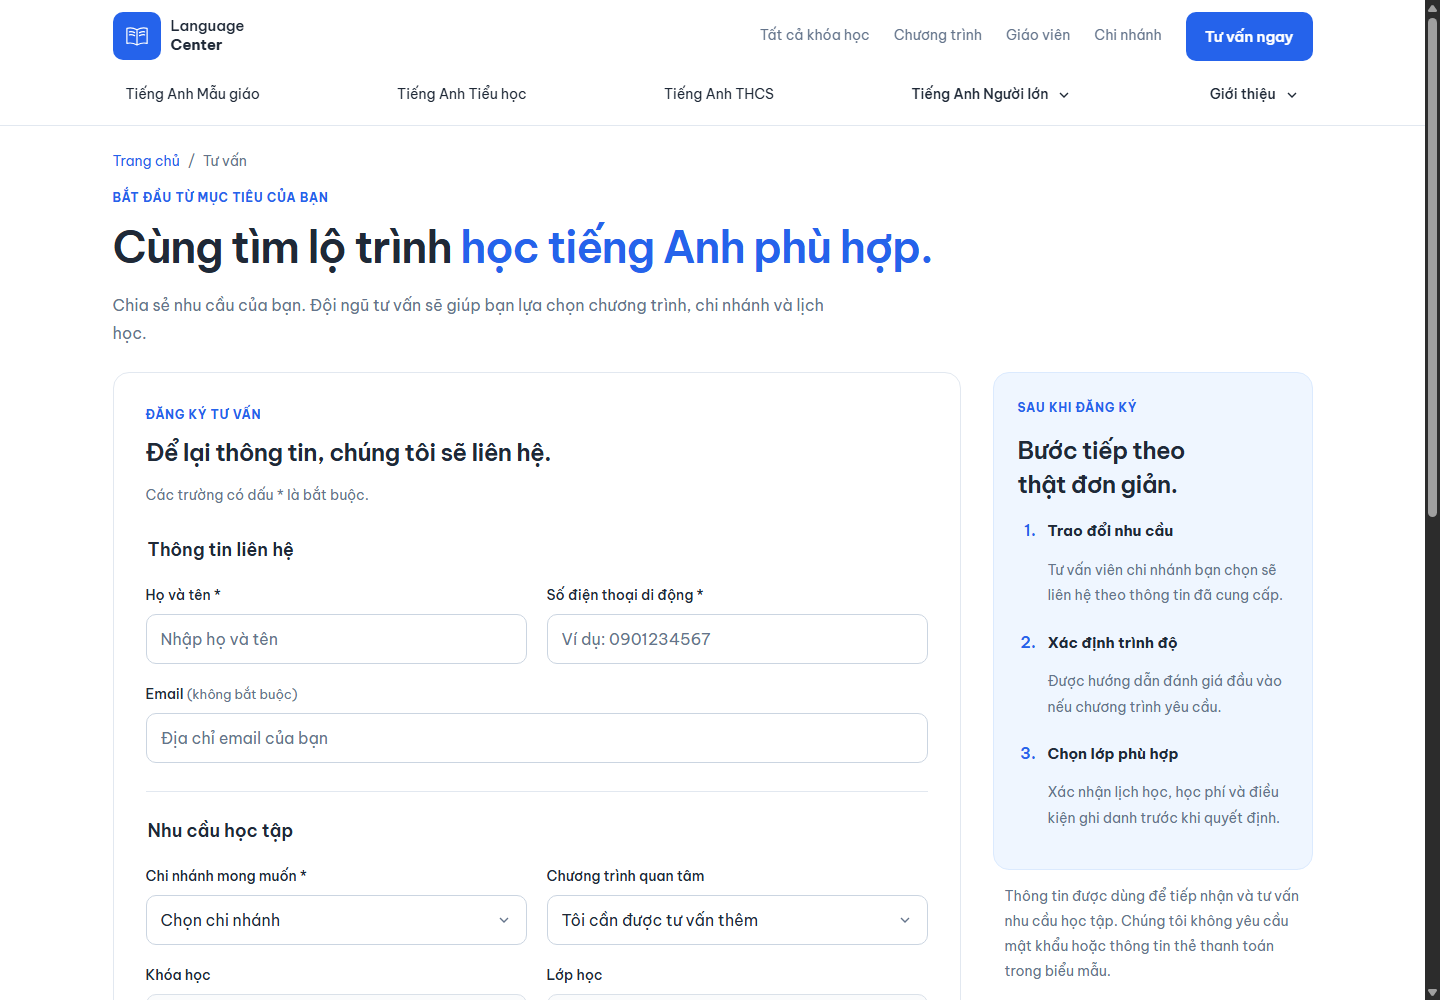 Language
Center
Tất cả khóa học
Chương trình
Giáo viên
Chi nhánh
Tư vấn ngay
Tiếng Anh Mẫu giáo
Tiếng Anh Tiểu học
Tiếng Anh THCS
Tiếng Anh Người lớn
Giới thiệu
Trang chủ / Tư vấn
BẮT ĐẦU TỪ MỤC TIÊU CỦA BẠN
Cùng tìm lộ trình học tiếng Anh phù hợp.
Chia sẻ nhu cầu của bạn. Đội ngũ tư vấn sẽ giúp bạn lựa chọn chương trình, chi nhánh và lịch
học.
ĐĂNG KÝ TƯ VẤN
Để lại thông tin, chúng tôi sẽ liên hệ.
Các trường có dấu * là bắt buộc.
Thông tin liên hệ
Họ và tên *
Số điện thoại di động *
Nhập họ và tên
Ví dụ: 0901234567
Email (không bắt buộc)
Địa chỉ email của bạn
Nhu cầu học tập
Chi nhánh mong muốn *
Chương trình quan tâm
Chọn chi nhánh
Tôi cần được tư vấn thêm
Khóa học
Lớp học
SAU KHI ĐĂNG KÝ
Bước tiếp theo
thật đơn giản.
1. Trao đổi nhu cầu
Tư vấn viên chi nhánh bạn chọn sẽ
liên hệ theo thông tin đã cung cấp.
2. Xác định trình độ
Được hướng dẫn đánh giá đầu vào
nếu chương trình yêu cầu.
3. Chọn lớp phù hợp
Xác nhận lịch học, học phí và điều
kiện ghi danh trước khi quyết định.
Thông tin được dùng để tiếp nhận và tư vấn
nhu cầu học tập. Chúng tôi không yêu cầu
mật khẩu hoặc thông tin thẻ thanh toán
trong biểu mẫu.